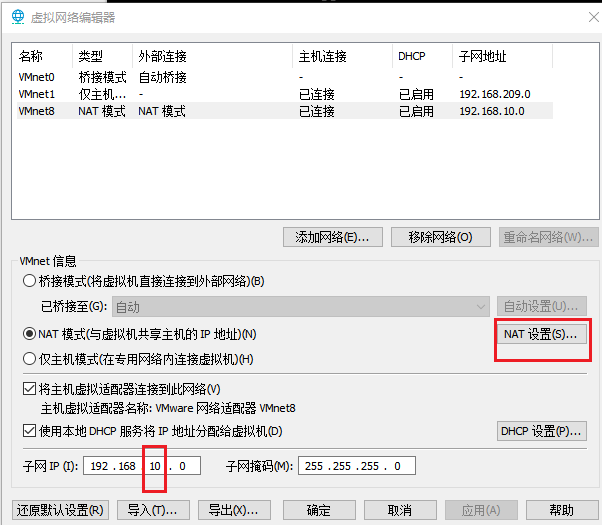 虚拟网络编辑器
名称 类型 外部连接 主机连接 DHCP 子网地址
VMnet0 桥接模式 自动桥接 - - -
VMnet1 仅主机... - 已连接 已启用 192.168.209.0
VMnet8 NAT 模式 NAT 模式 已连接 已启用 192.168.10.0
添加网络(E)... 移除网络(O) 重命名网络(W)...
VMnet 信息
桥接模式(将虚拟机直接连接到外部网络)(B)
已桥接至(G): 自动 自动设置(U)...
NAT 模式(与虚拟机共享主机的 IP 地址)(N) NAT 设置(S)...
仅主机模式(在专用网络内连接虚拟机)(H)
将主机虚拟适配器连接到此网络(V)
主机虚拟适配器名称: VMware 网络适配器 VMnet8
使用本地 DHCP 服务将 IP 地址分配给虚拟机(D) DHCP 设置(P)...
子网 IP (I): 192 .168 . 10 . 0 子网掩码(M): 255 .255 .255 . 0
还原默认设置(R) 导入(T)... 导出(X)... 确定 取消 应用(A) 帮助